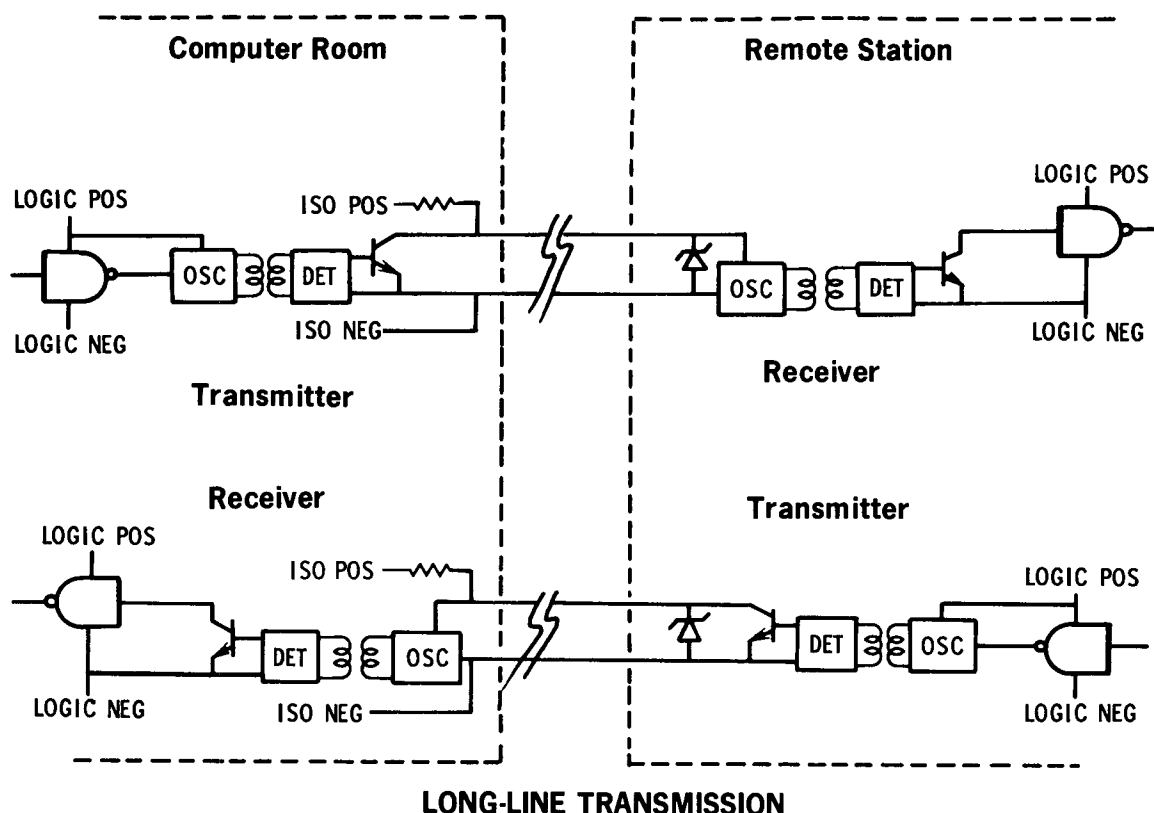 Computer Room
Remote Station
LOGIC POS
ISO POS
LOGIC POS
OSC
DET
OSC
DET
LOGIC NEG
ISO NEG
LOGIC NEG
Transmitter
Receiver
Receiver
Transmitter
LOGIC POS
ISO POS
LOGIC POS
DET
OSC
DET
OSC
LOGIC NEG
ISO NEG
LOGIC NEG
LONG-LINE TRANSMISSION